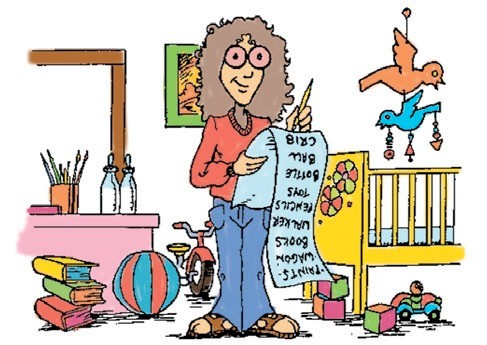 PAINTS
WAGON
BOOKS
WALKER
PENCILS
TOYS
BOTTLE
BALL
CRIB